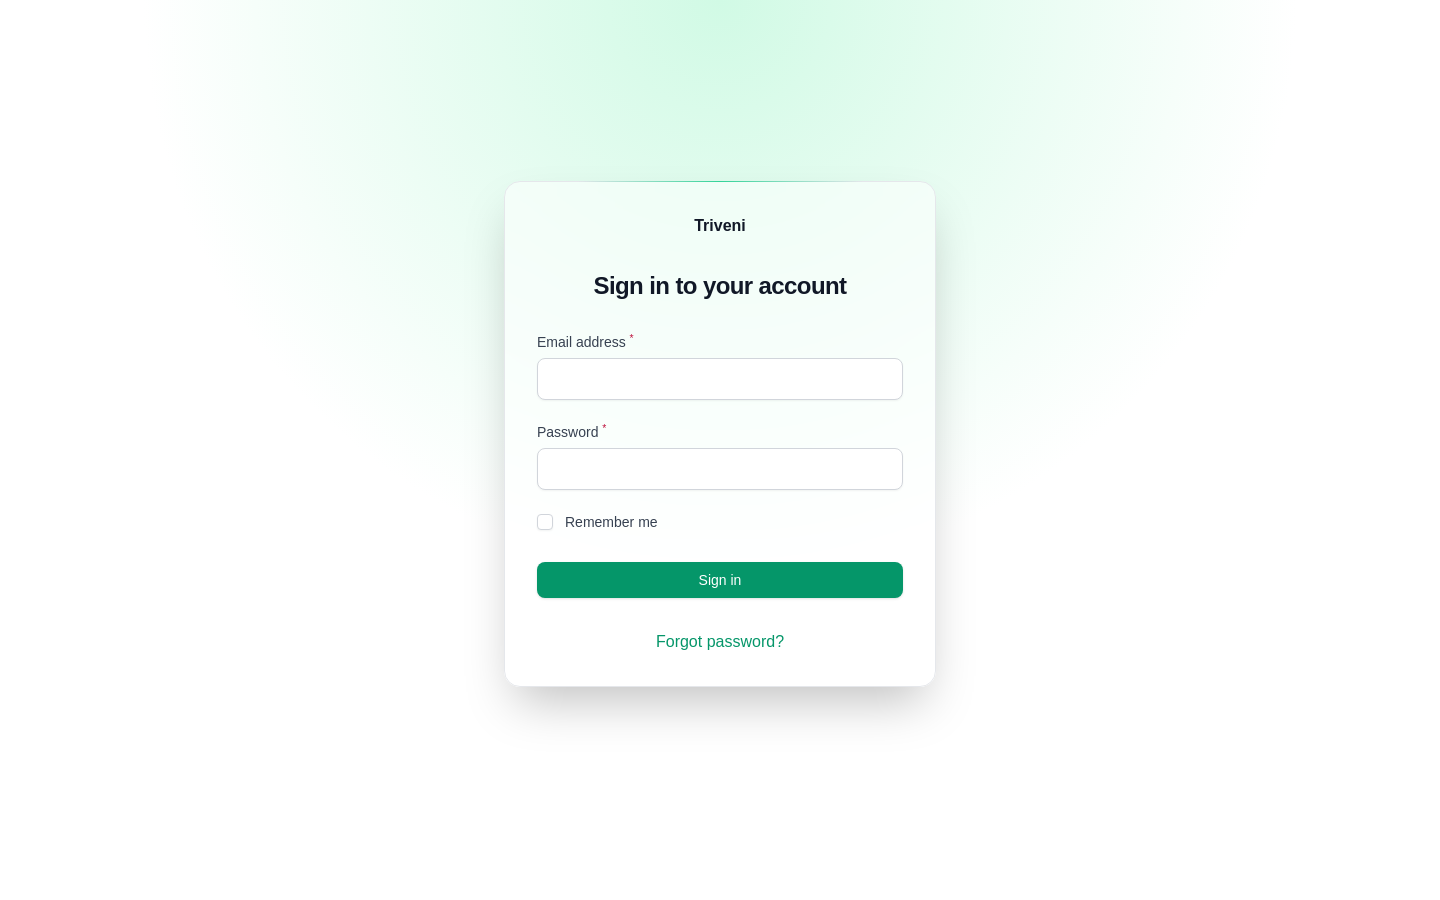 Triveni
Sign in to your account
Email address *
Password *
Remember me
Sign in
Forgot password?